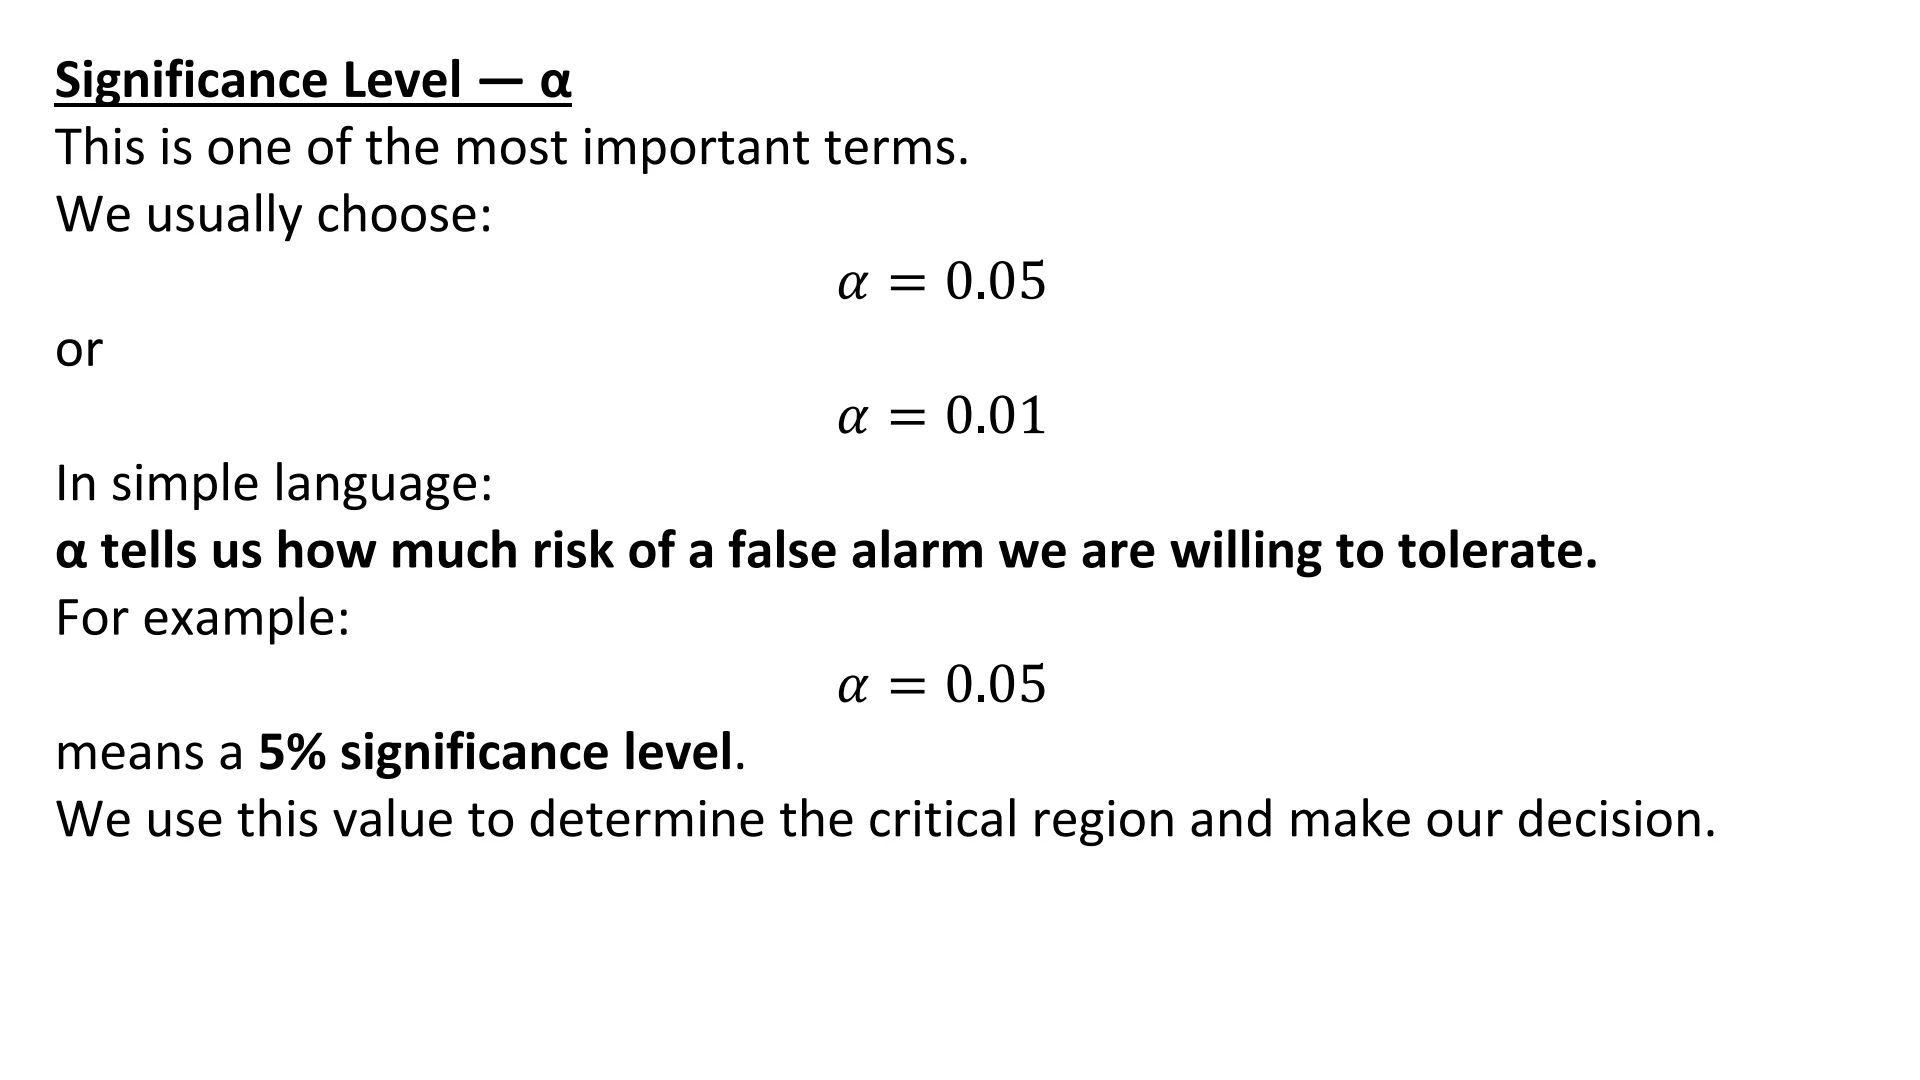 Significance Level — α
This is one of the most important terms.
We usually choose:
𝛼 = 0.05
or
𝛼 = 0.01
In simple language:
α tells us how much risk of a false alarm we are willing to tolerate.
For example:
𝛼 = 0.05
means a 5% significance level.
We use this value to determine the critical region and make our decision.